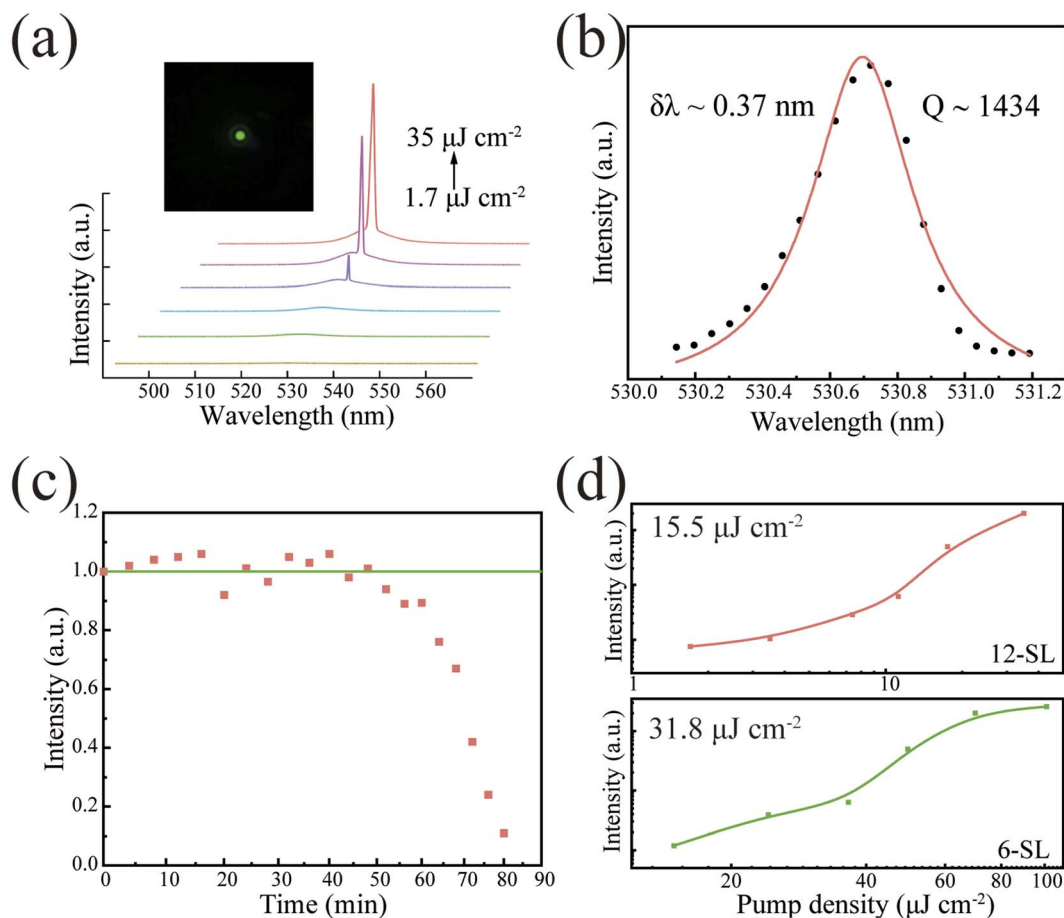 (a)
35 μJ cm⁻²
1.7 μJ cm⁻²
Intensity (a.u.)
500 510 520 530 540 550 560
Wavelength (nm)
(b)
δλ ~ 0.37 nm
Q ~ 1434
Intensity (a.u.)
530.0 530.2 530.4 530.6 530.8 531.0 531.2
Wavelength (nm)
(c)
1.2
1.0
0.8
0.6
0.4
0.2
0.0
Intensity (a.u.)
0 10 20 30 40 50 60 70 80 90
Time (min)
(d)
15.5 μJ cm⁻²
Intensity (a.u.)
12-SL
1 10
31.8 μJ cm⁻²
Intensity (a.u.)
6-SL
20 40 60 80 100
Pump density (μJ cm⁻²)